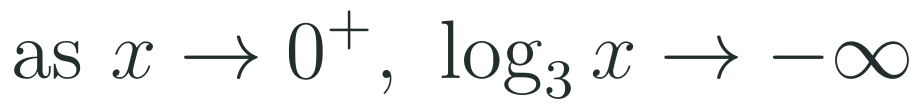 as x → 0⁺, log₃ x → −∞